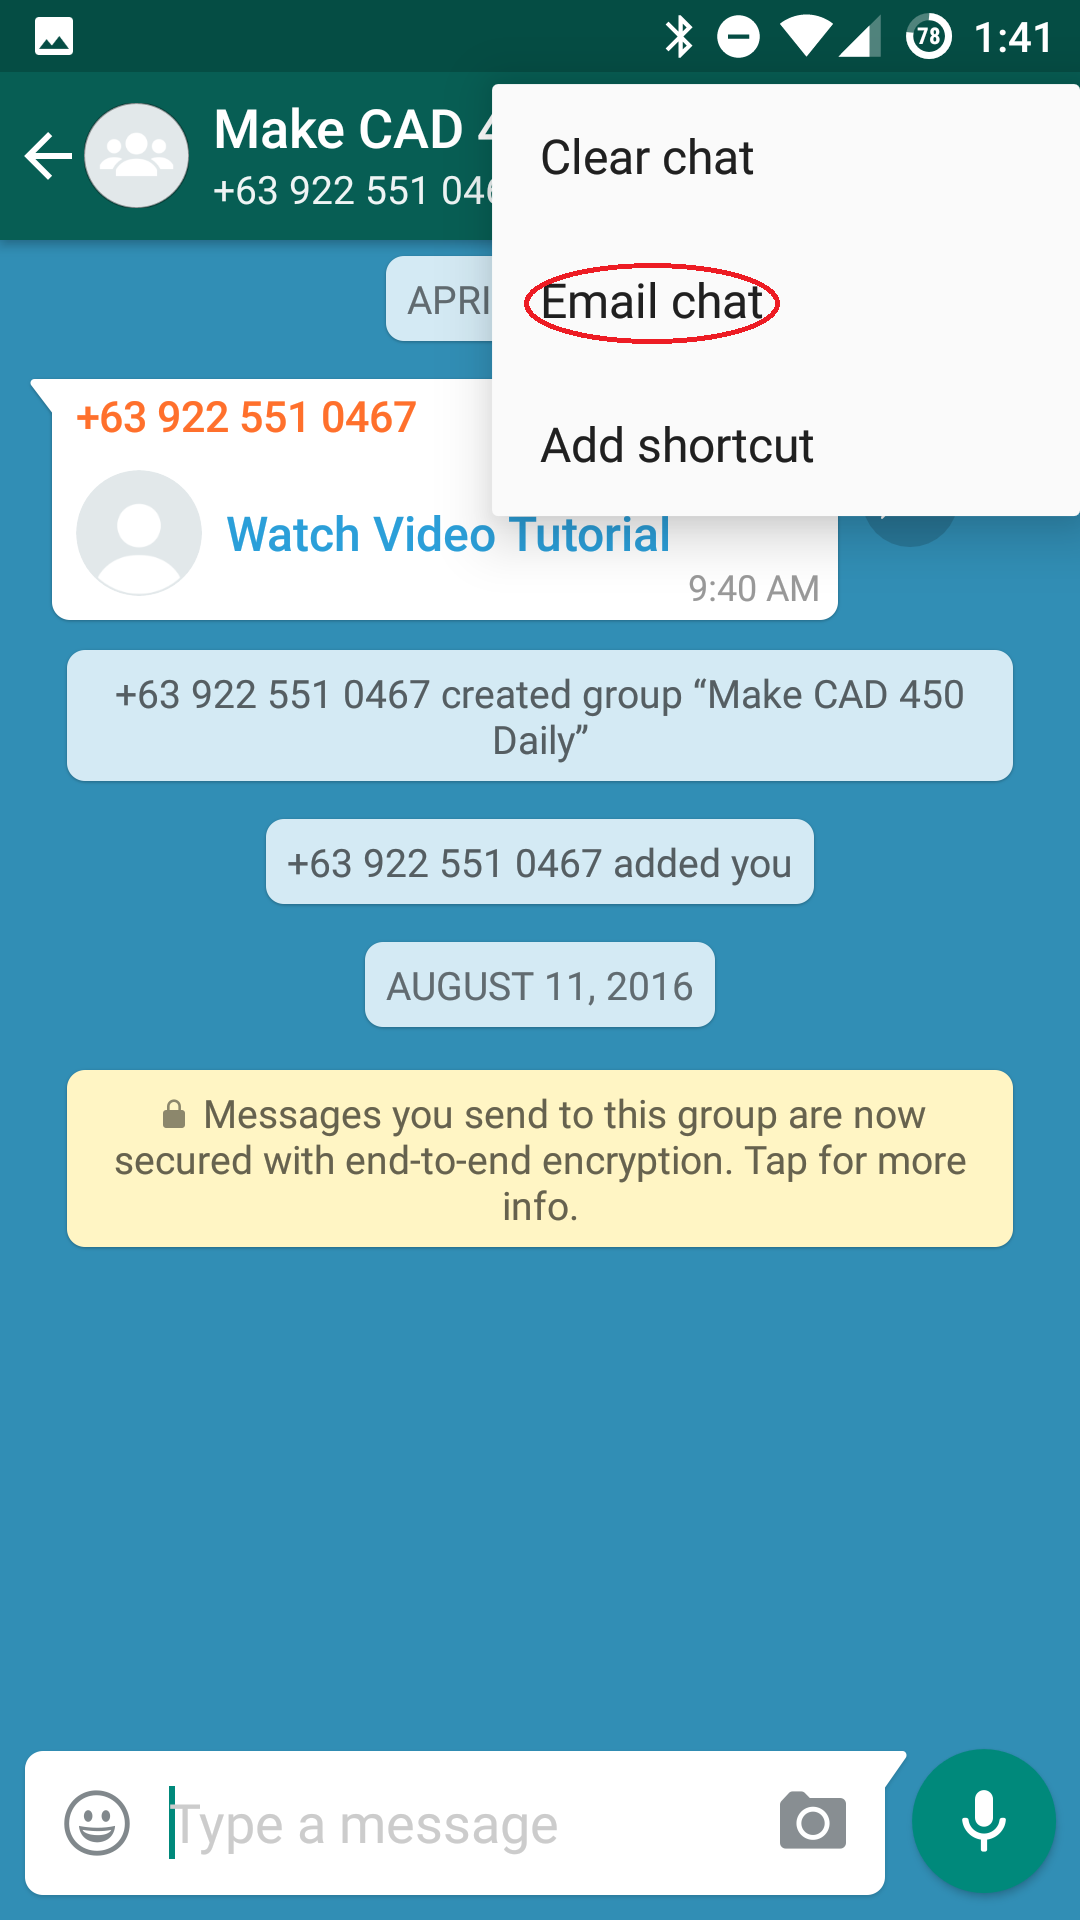 78 1:41
Make CAD 4
+63 922 551 046
Clear chat
Email chat
Add shortcut
APRI
+63 922 551 0467
Watch Video Tutorial
9:40 AM
+63 922 551 0467 created group “Make CAD 450
Daily”
+63 922 551 0467 added you
AUGUST 11, 2016
Messages you send to this group are now
secured with end-to-end encryption. Tap for more
info.
Type a message